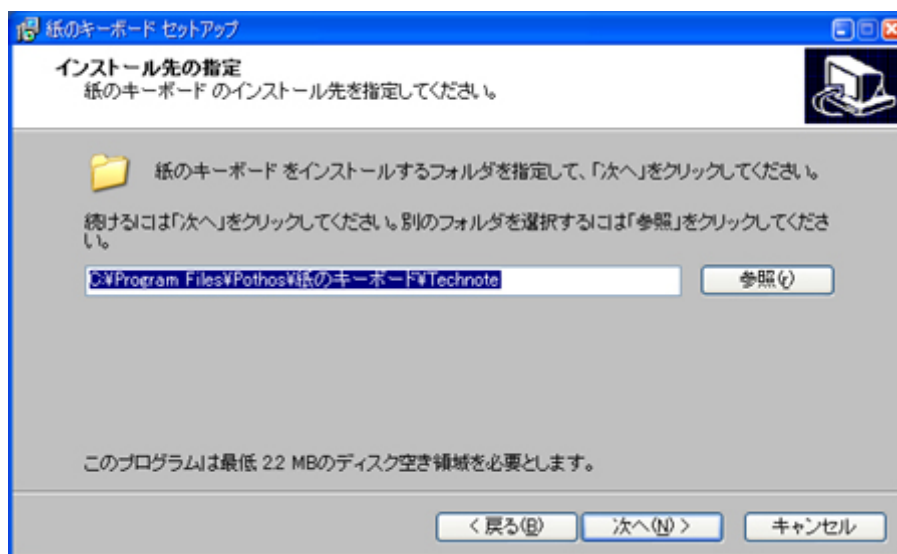 紙のキーボード セットアップ
インストール先の指定
紙のキーボード のインストール先を指定してください。
紙のキーボード をインストールするフォルダを指定して、「次へ」をクリックしてください。
続けるには「次へ」をクリックしてください。別のフォルダを選択するには「参照」をクリックしてくださ
い。
C:¥Program Files¥Pothos¥紙のキーボード¥Technote
参照(r)
このプログラムは最低 2.2 MBのディスク空き領域を必要とします。
< 戻る(B)
次へ(N) >
キャンセル